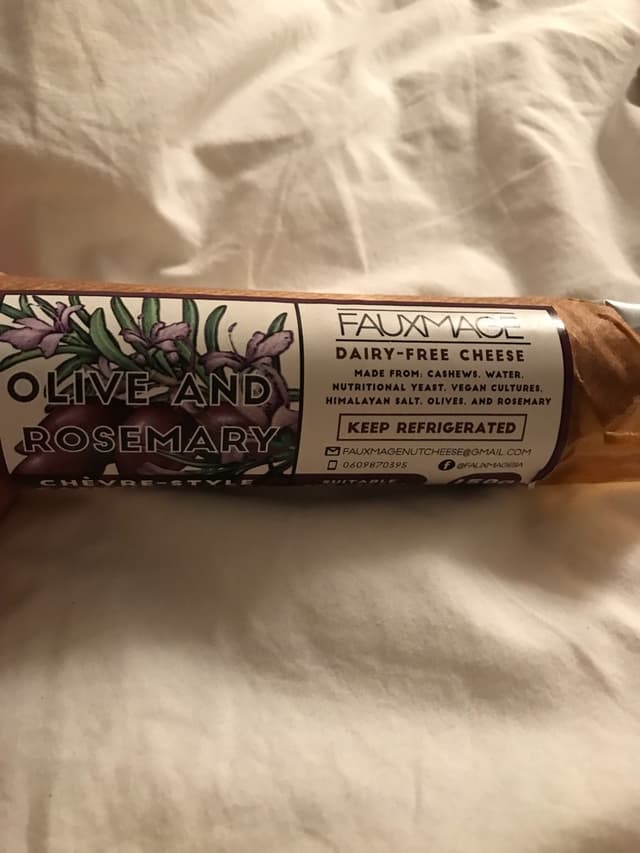 OLIVE AND
ROSEMARY
CHÈVRE-STYLE
FAUXMAGE
DAIRY-FREE CHEESE
MADE FROM: CASHEWS, WATER,
NUTRITIONAL YEAST, VEGAN CULTURES,
HIMALAYAN SALT, OLIVES, AND ROSEMARY
KEEP REFRIGERATED
FAUXMAGENUTCHEESE@GMAIL.COM
0609870395 @FAUXMAGESA
SUITABLE